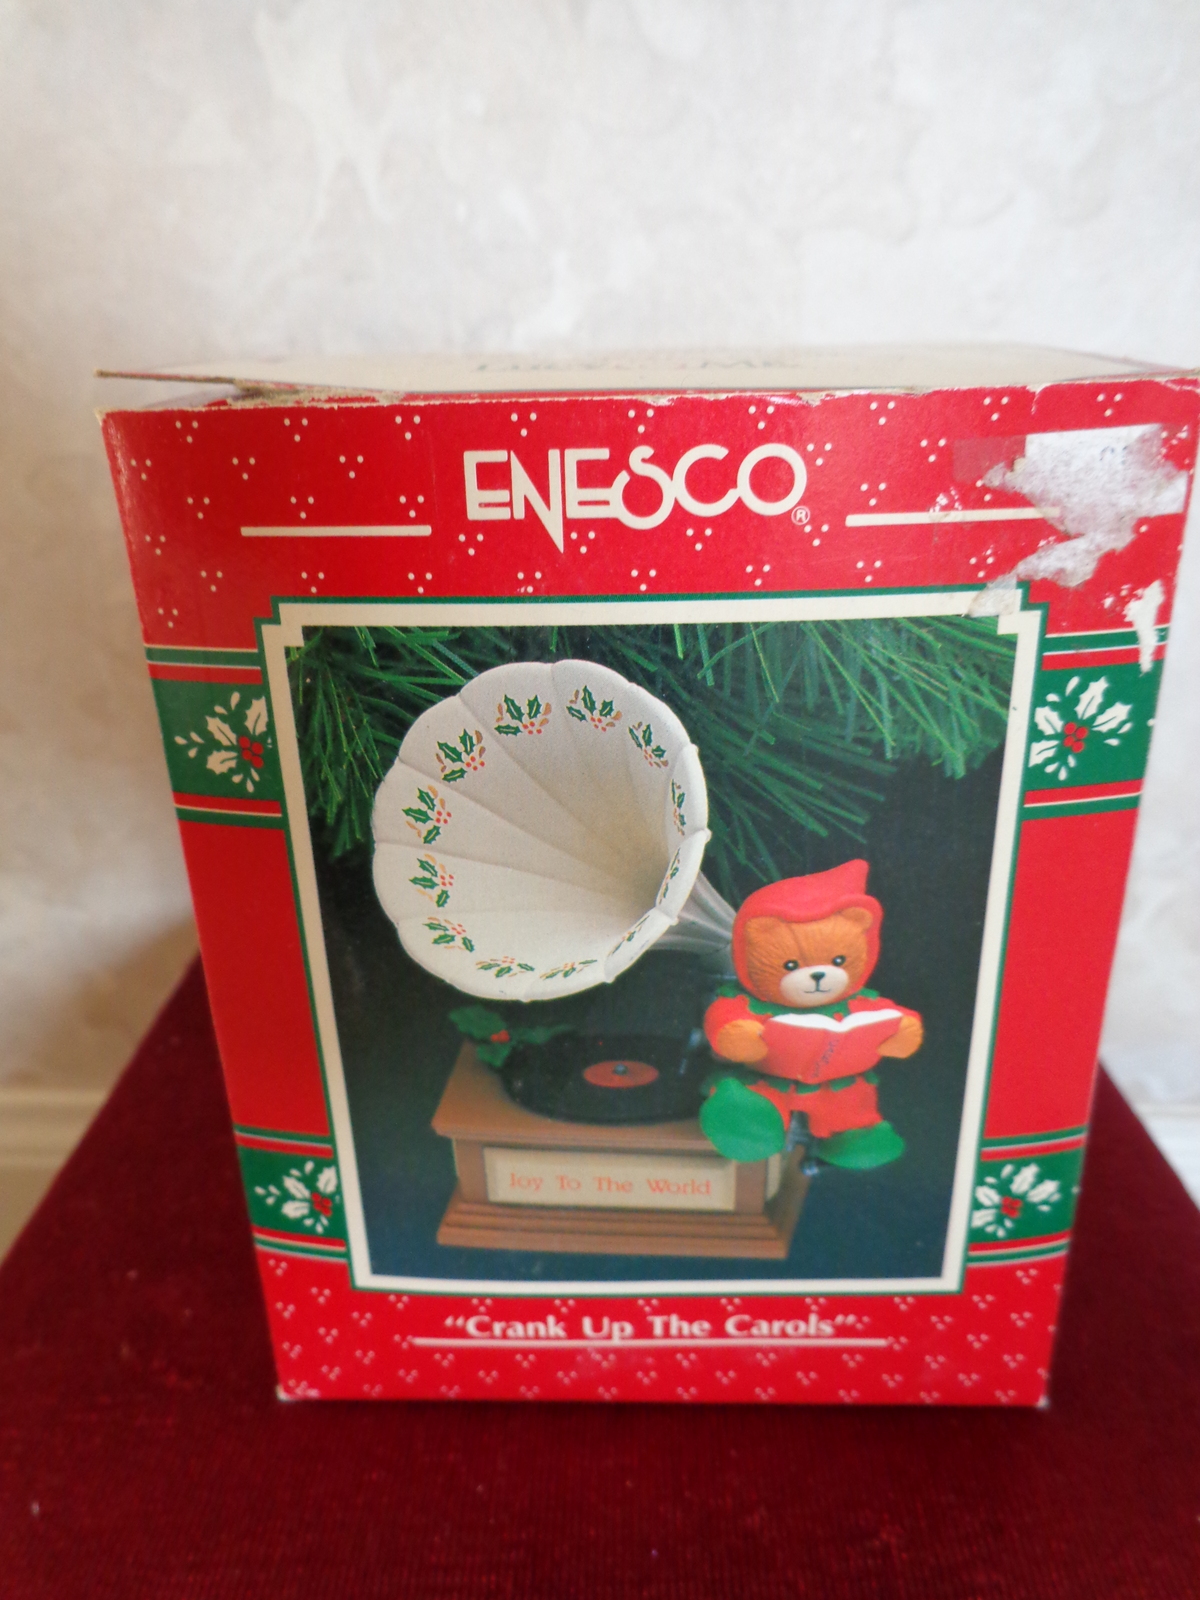 ENESCO®
Joy To The World
“Crank Up The Carols”